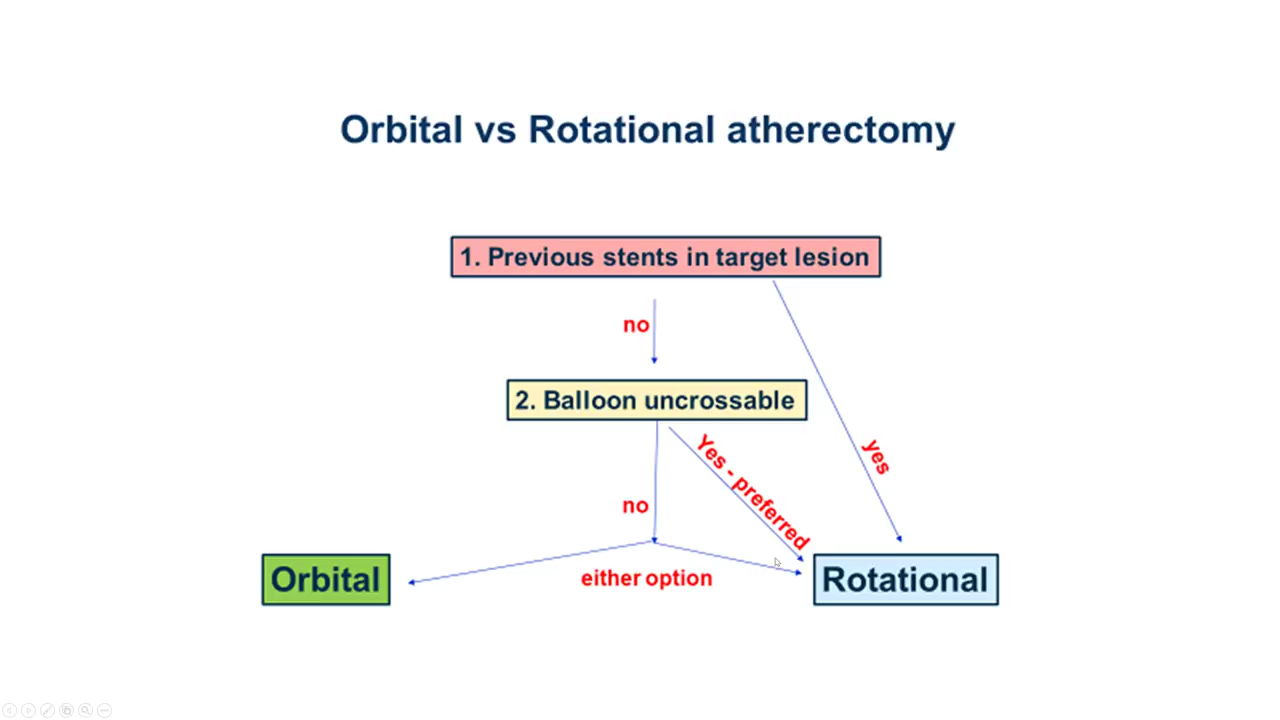 Orbital vs Rotational atherectomy
1. Previous stents in target lesion
no
2. Balloon uncrossable
yes
Yes - preferred
no
either option
Orbital
Rotational